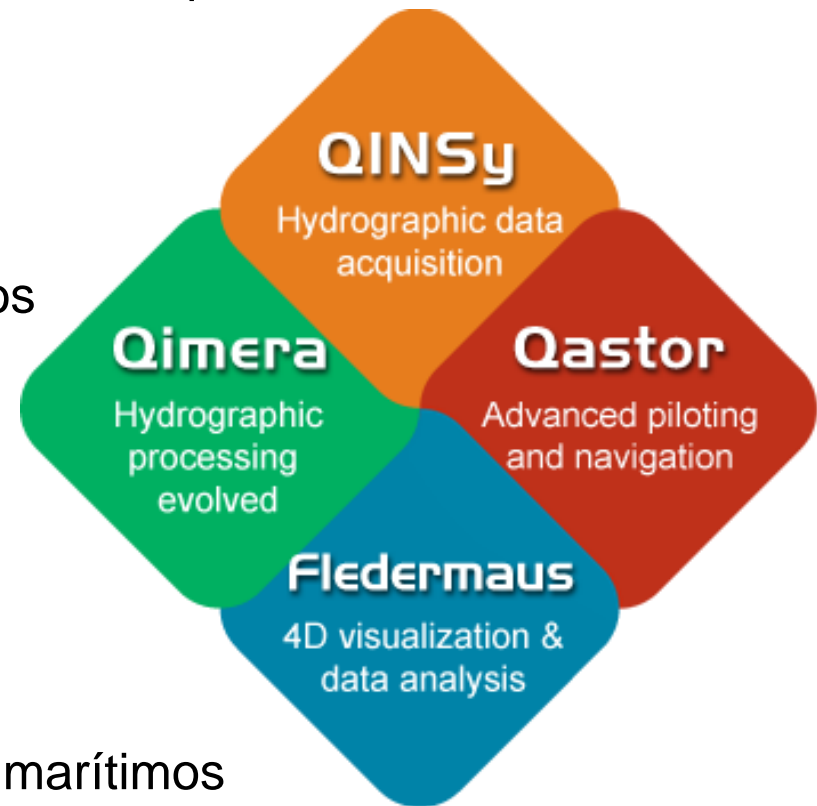 QINSy
Hydrographic data
acquisition
os
Qimera
Hydrographic
processing
evolved
Qastor
Advanced piloting
and navigation
Fledermaus
4D visualization &
data analysis
marítimos